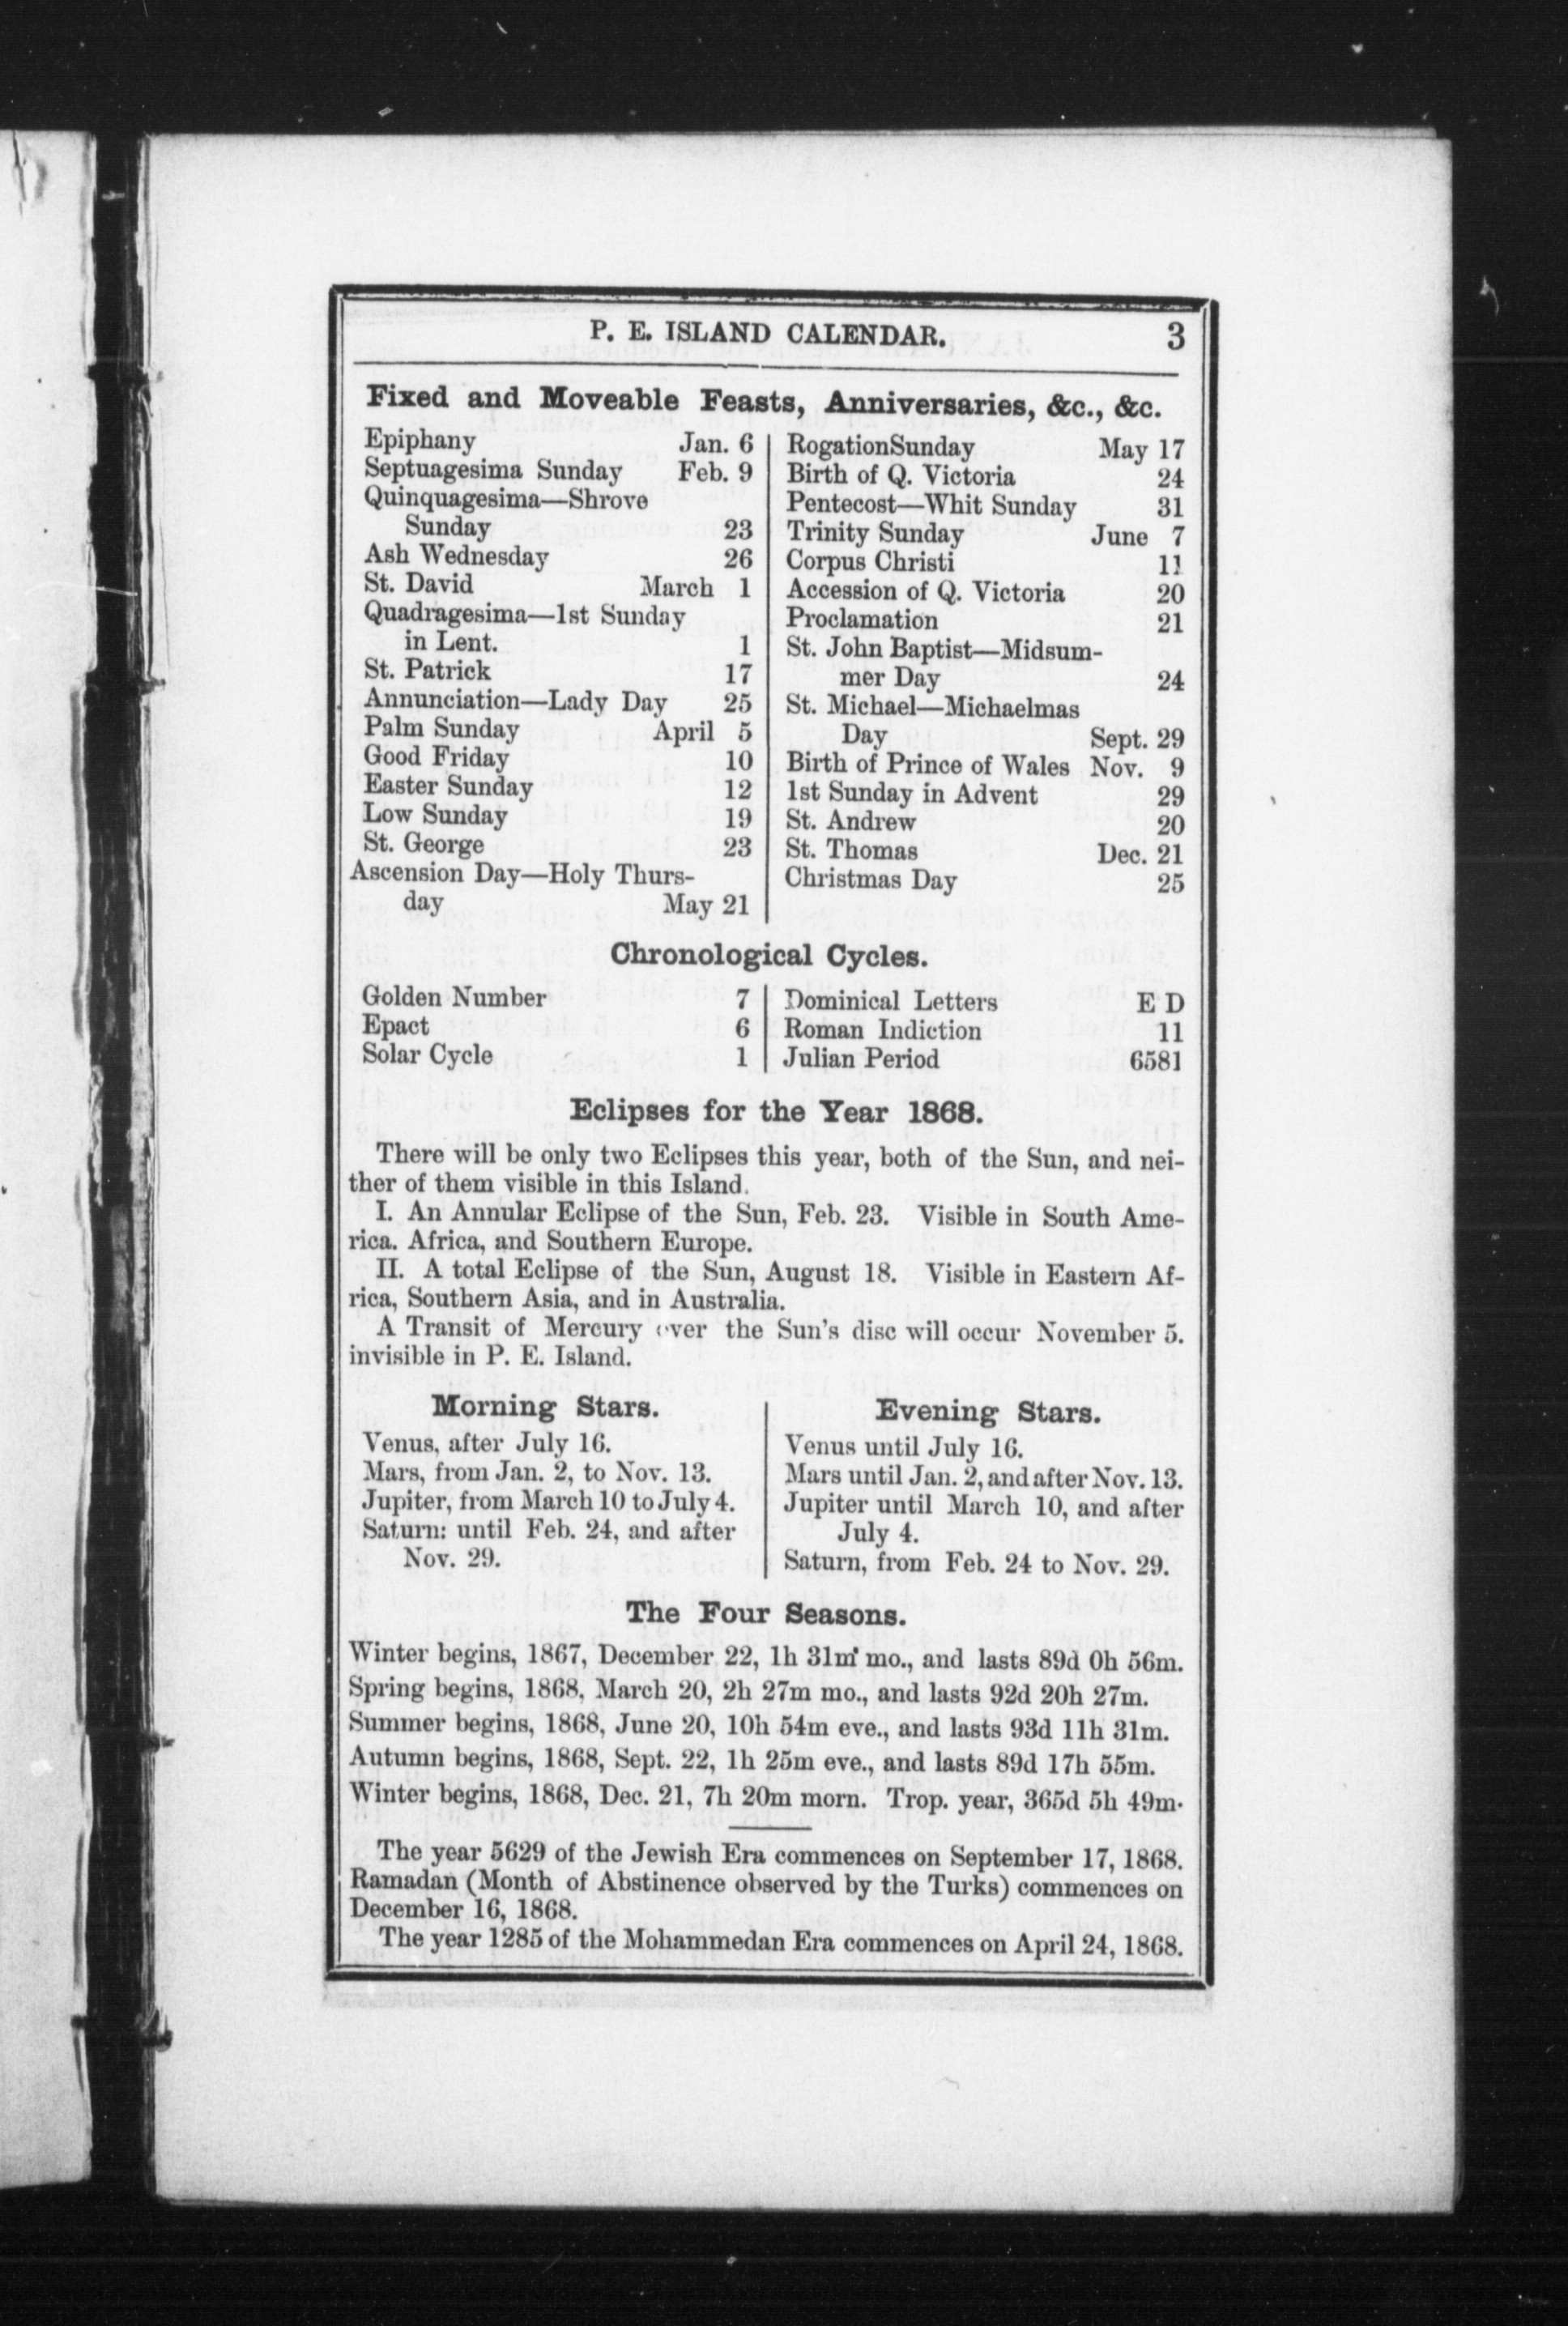 P. E. ISLAND CALENDAR. 3
Fixed and Moveable Feasts, Anniversaries, &c., &c.
Epiphany Jan. 6
Septuagesima Sunday Feb. 9
Quinquagesima—Shrove
Sunday 23
Ash Wednesday 26
St. David March 1
Quadragesima—1st Sunday
in Lent. 1
St. Patrick 17
Annunciation—Lady Day 25
Palm Sunday April 5
Good Friday 10
Easter Sunday 12
Low Sunday 19
St. George 23
Ascension Day—Holy Thurs-
day May 21
RogationSunday May 17
Birth of Q. Victoria 24
Pentecost—Whit Sunday 31
Trinity Sunday June 7
Corpus Christi 11
Accession of Q. Victoria 20
Proclamation 21
St. John Baptist—Midsum-
mer Day 24
St. Michael—Michaelmas
Day Sept. 29
Birth of Prince of Wales Nov. 9
1st Sunday in Advent 29
St. Andrew 20
St. Thomas Dec. 21
Christmas Day 25
Chronological Cycles.
Golden Number 7
Epact 6
Solar Cycle 1
Dominical Letters E D
Roman Indiction 11
Julian Period 6581
Eclipses for the Year 1868.
There will be only two Eclipses this year, both of the Sun, and nei-
ther of them visible in this Island.
I. An Annular Eclipse of the Sun, Feb. 23. Visible in South Ame-
rica. Africa, and Southern Europe.
II. A total Eclipse of the Sun, August 18. Visible in Eastern Af-
rica, Southern Asia, and in Australia.
A Transit of Mercury over the Sun's disc will occur November 5.
invisible in P. E. Island.
Morning Stars.
Venus, after July 16.
Mars, from Jan. 2, to Nov. 13.
Jupiter, from March 10 to July 4.
Saturn: until Feb. 24, and after
Nov. 29.
Evening Stars.
Venus until July 16.
Mars until Jan. 2, and after Nov. 13.
Jupiter until March 10, and after
July 4.
Saturn, from Feb. 24 to Nov. 29.
The Four Seasons.
Winter begins, 1867, December 22, 1h 31m mo., and lasts 89d 0h 56m.
Spring begins, 1868, March 20, 2h 27m mo., and lasts 92d 20h 27m.
Summer begins, 1868, June 20, 10h 54m eve., and lasts 93d 11h 31m.
Autumn begins, 1868, Sept. 22, 1h 25m eve., and lasts 89d 17h 55m.
Winter begins, 1868, Dec. 21, 7h 20m morn. Trop. year, 365d 5h 49m.
The year 5629 of the Jewish Era commences on September 17, 1868.
Ramadan (Month of Abstinence observed by the Turks) commences on
December 16, 1868.
The year 1285 of the Mohammedan Era commences on April 24, 1868.